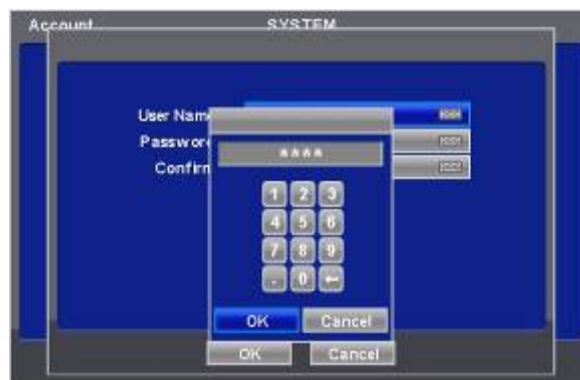 Account SYSTEM
User Nam
Password
Confirm
****
1 2 3
4 5 6
7 8 9
. 0 ←
OK Cancel
OK Cancel